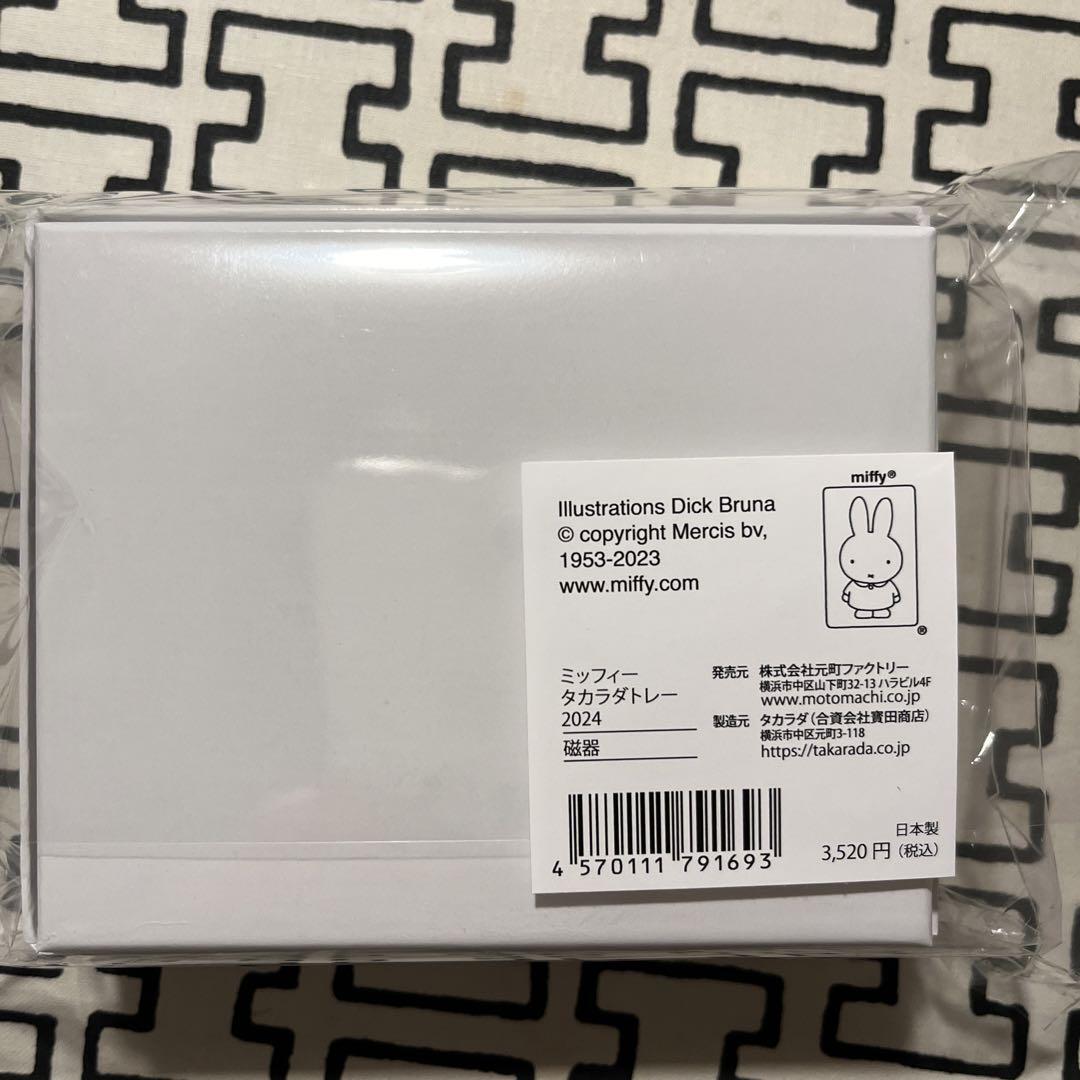 miffy®
Illustrations Dick Bruna
© copyright Mercis bv,
1953-2023
www.miffy.com
®
ミッフィー
タカラダトレー
2024
磁器
発売元 株式会社元町ファクトリー
横浜市中区山下町32-13 ハラビル4F
www.motomachi.co.jp
製造元 タカラダ(合資会社寳田商店)
横浜市中区元町3-118
https://takarada.co.jp
4 570111 791693
日本製
3,520 円 (税込)